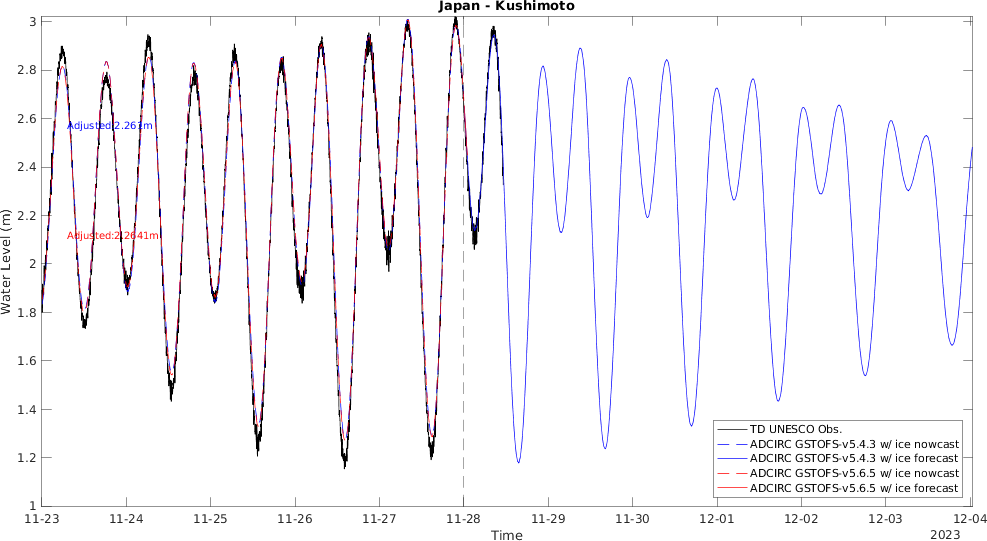 Japan - Kushimoto
3
2.8
2.6
2.4
2.2
2
1.8
1.6
1.4
1.2
1
Water Level (m)
Adjusted:2.261m
Adjusted:2.2641m
TD UNESCO Obs.
ADCIRC GSTOFS-v5.4.3 w/ ice nowcast
ADCIRC GSTOFS-v5.4.3 w/ ice forecast
ADCIRC GSTOFS-v5.6.5 w/ ice nowcast
ADCIRC GSTOFS-v5.6.5 w/ ice forecast
11-23 11-24 11-25 11-26 11-27 11-28 11-29 11-30 12-01 12-02 12-03 12-04
Time
2023